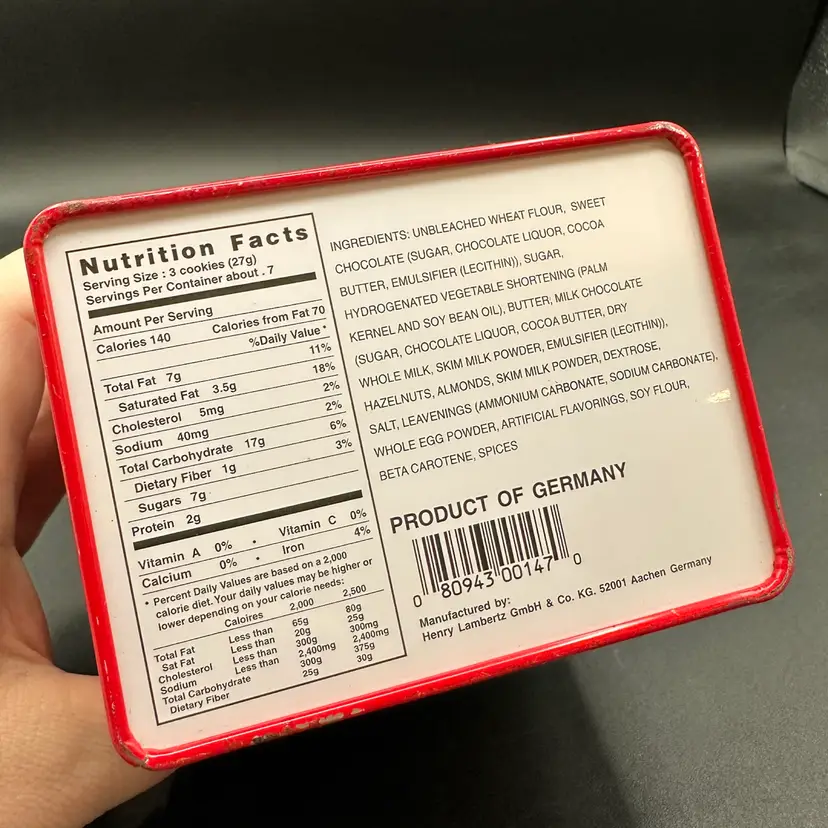 Nutrition Facts
Serving Size : 3 cookies (27g)
Servings Per Container about . 7
Amount Per Serving
Calories 140 Calories from Fat 70
%Daily Value*
Total Fat 7g 11%
Saturated Fat 3.5g 18%
Cholesterol 5mg 2%
Sodium 40mg 2%
Total Carbohydrate 17g 6%
Dietary Fiber 1g 3%
Sugars 7g
Protein 2g
Vitamin A 0% • Vitamin C 0%
Calcium 0% • Iron 4%
* Percent Daily Values are based on a 2,000
calorie diet. Your daily values may be higher or
lower depending on your calorie needs:
Caloires 2,000 2,500
Total Fat Less than 65g 80g
Sat Fat Less than 20g 25g
Cholesterol Less than 300g 300mg
Sodium Less than 2,400mg 2,400mg
Total Carbohydrate 300g 375g
Dietary Fiber 25g 30g
INGREDIENTS: UNBLEACHED WHEAT FLOUR, SWEET
CHOCOLATE (SUGAR, CHOCOLATE LIQUOR, COCOA
BUTTER, EMULSIFIER (LECITHIN)), SUGAR,
HYDROGENATED VEGETABLE SHORTENING (PALM
KERNEL AND SOY BEAN OIL), BUTTER, MILK CHOCOLATE
(SUGAR, CHOCOLATE LIQUOR, COCOA BUTTER, DRY
WHOLE MILK, SKIM MILK POWDER, EMULSIFIER (LECITHIN)),
HAZELNUTS, ALMONDS, SKIM MILK POWDER, DEXTROSE,
SALT, LEAVENINGS (AMMONIUM CARBONATE, SODIUM CARBONATE),
WHOLE EGG POWDER, ARTIFICIAL FLAVORINGS, SOY FLOUR,
BETA CAROTENE, SPICES
PRODUCT OF GERMANY
0 80943 00147 0
Manufactured by:
Henry Lambertz GmbH & Co. KG. 52001 Aachen Germany